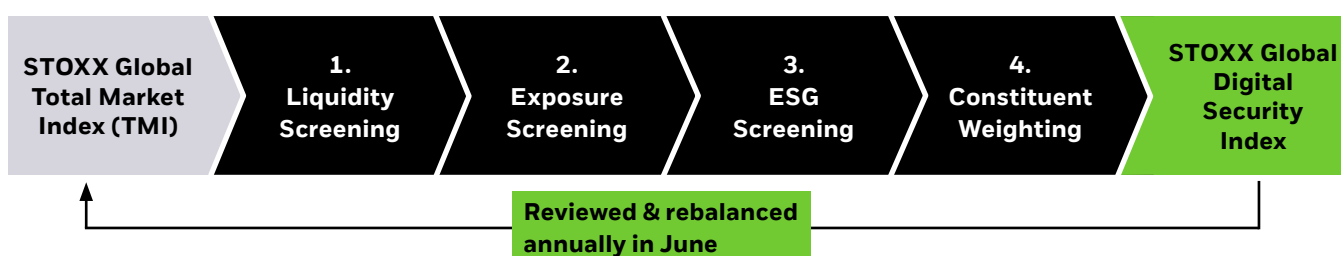 STOXX Global
Total Market
Index (TMI)
1.
Liquidity
Screening
2.
Exposure
Screening
3.
ESG
Screening
4.
Constituent
Weighting
STOXX Global
Digital
Security
Index
Reviewed & rebalanced
annually in June